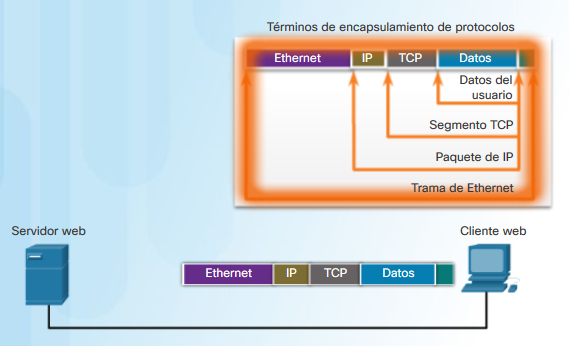 Términos de encapsulamiento de protocolos
Ethernet IP TCP Datos
Datos del
usuario
Segmento TCP
Paquete de IP
Trama de Ethernet
Servidor web
Cliente web
Ethernet IP TCP Datos